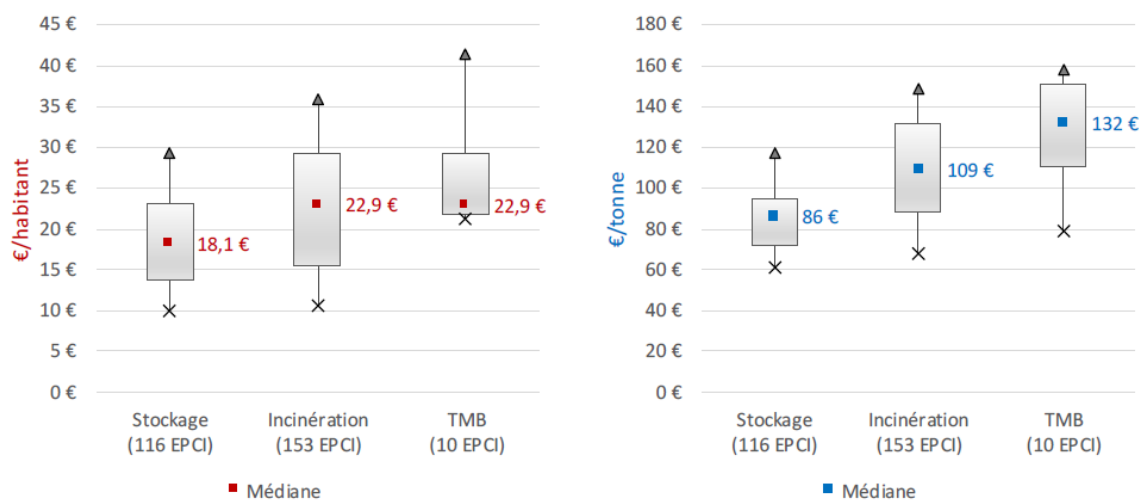 €/habitant
45 €
40 €
35 €
30 €
25 €
20 €
15 €
10 €
5 €
0 €
18,1 €
22,9 €
22,9 €
Stockage
(116 EPCI)
Incinération
(153 EPCI)
TMB
(10 EPCI)
Médiane
€/tonne
180 €
160 €
140 €
120 €
100 €
80 €
60 €
40 €
20 €
0 €
86 €
109 €
132 €
Stockage
(116 EPCI)
Incinération
(153 EPCI)
TMB
(10 EPCI)
Médiane